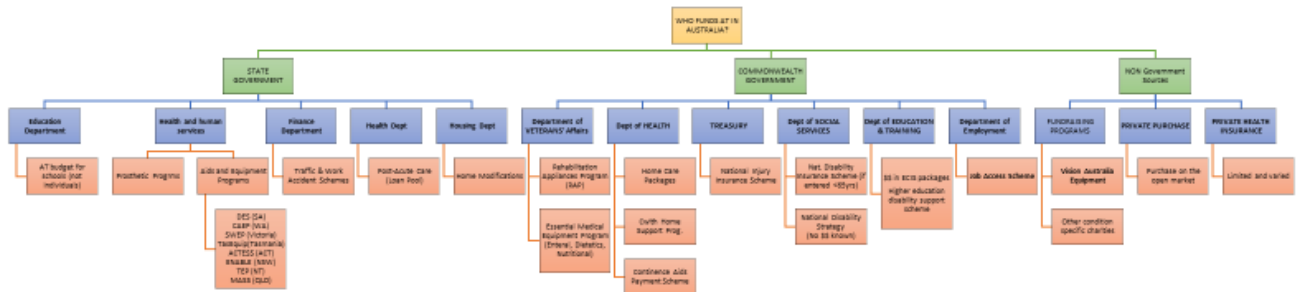 WHO FUNDS AT IN
AUSTRALIA?
STATE
GOVERNMENT
COMMONWEALTH
GOVERNMENT
NON Government
Sources
Education
Department
Health and human
services
Finance
Department
Health Dept
Housing Dept
Department of
VETERANS' Affairs
Dept of HEALTH
TREASURY
Dept of SOCIAL
SERVICES
Dept of EDUCATION
& TRAINING
Department of
Employment
FUNDRAISING
PROGRAMS
PRIVATE PURCHASE
PRIVATE HEALTH
INSURANCE
AT budget for
schools (not
individuals)
Prosthetic Progrms
Aids and Equipment
Programs
Traffic & Work
Accident Schemes
Post-Acute Care
(Loan Pool)
Home Modifications
Rehabilitation
Appliances Program
(RAP)
Home Care
Packages
National Injury
Insurance Scheme
Nat. Disability
Insurance Scheme (if
entered <65yrs)
$$ in ECIS packages
Higher education
disability support
scheme
Job Access Scheme
Vision Australia
Equipment
Purchase on the
open market
Limited and varied
DES (SA)
CAEP (WA)
SWEP (Victoria)
TasEquip(Tasmania)
ACTESS (ACT)
ENABLE (NSW)
TEP (NT)
MASS (QLD)
Essential Medical
Equipment Program
(Enteral, Dietetics,
Nutritional)
Cwlth Home
Support Prog.
National Disability
Strategy
(No $$ known)
Other condition
specific charities
Continence Aids
Payment Scheme